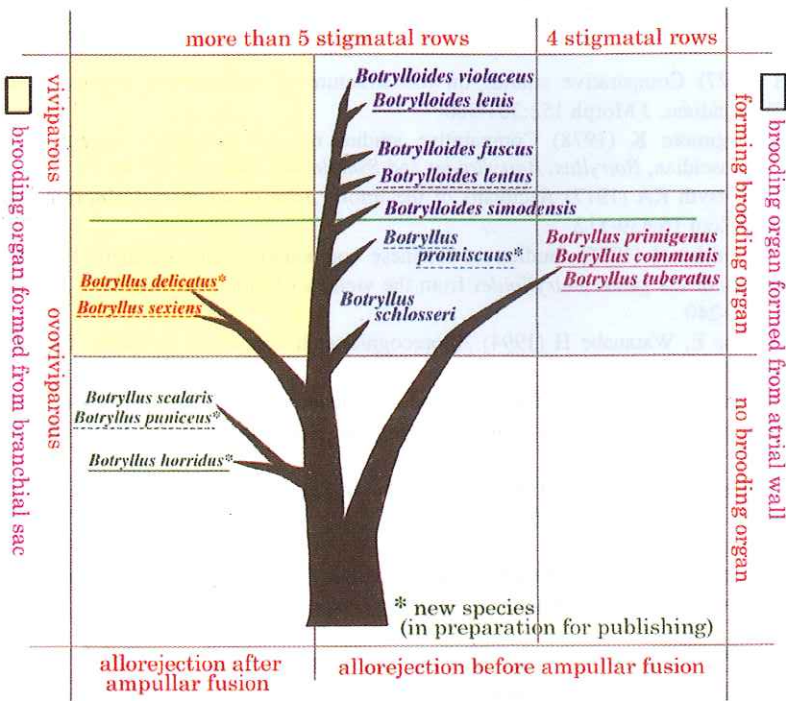 more than 5 stigmatal rows
4 stigmatal rows
brooding organ formed from branchial sac
viviparous
ovoviviparous
Botrylloides violaceus
Botrylloides lenis
Botrylloides fuscus
Botrylloides lentus
Botrylloides simodensis
Botryllus
promiscuus*
Botryllus
schlosseri
Botryllus primigenus
Botryllus communis
Botryllus tuberatus
Botryllus delicatus*
Botryllus sexiens
Botryllus scalaris
Botryllus puniceus*
Botryllus horridus*
forming brooding organ
no brooding organ
brooding organ formed from atrial wall
* new species
(in preparation for publishing)
allorejection after
ampullar fusion
allorejection before ampullar fusion